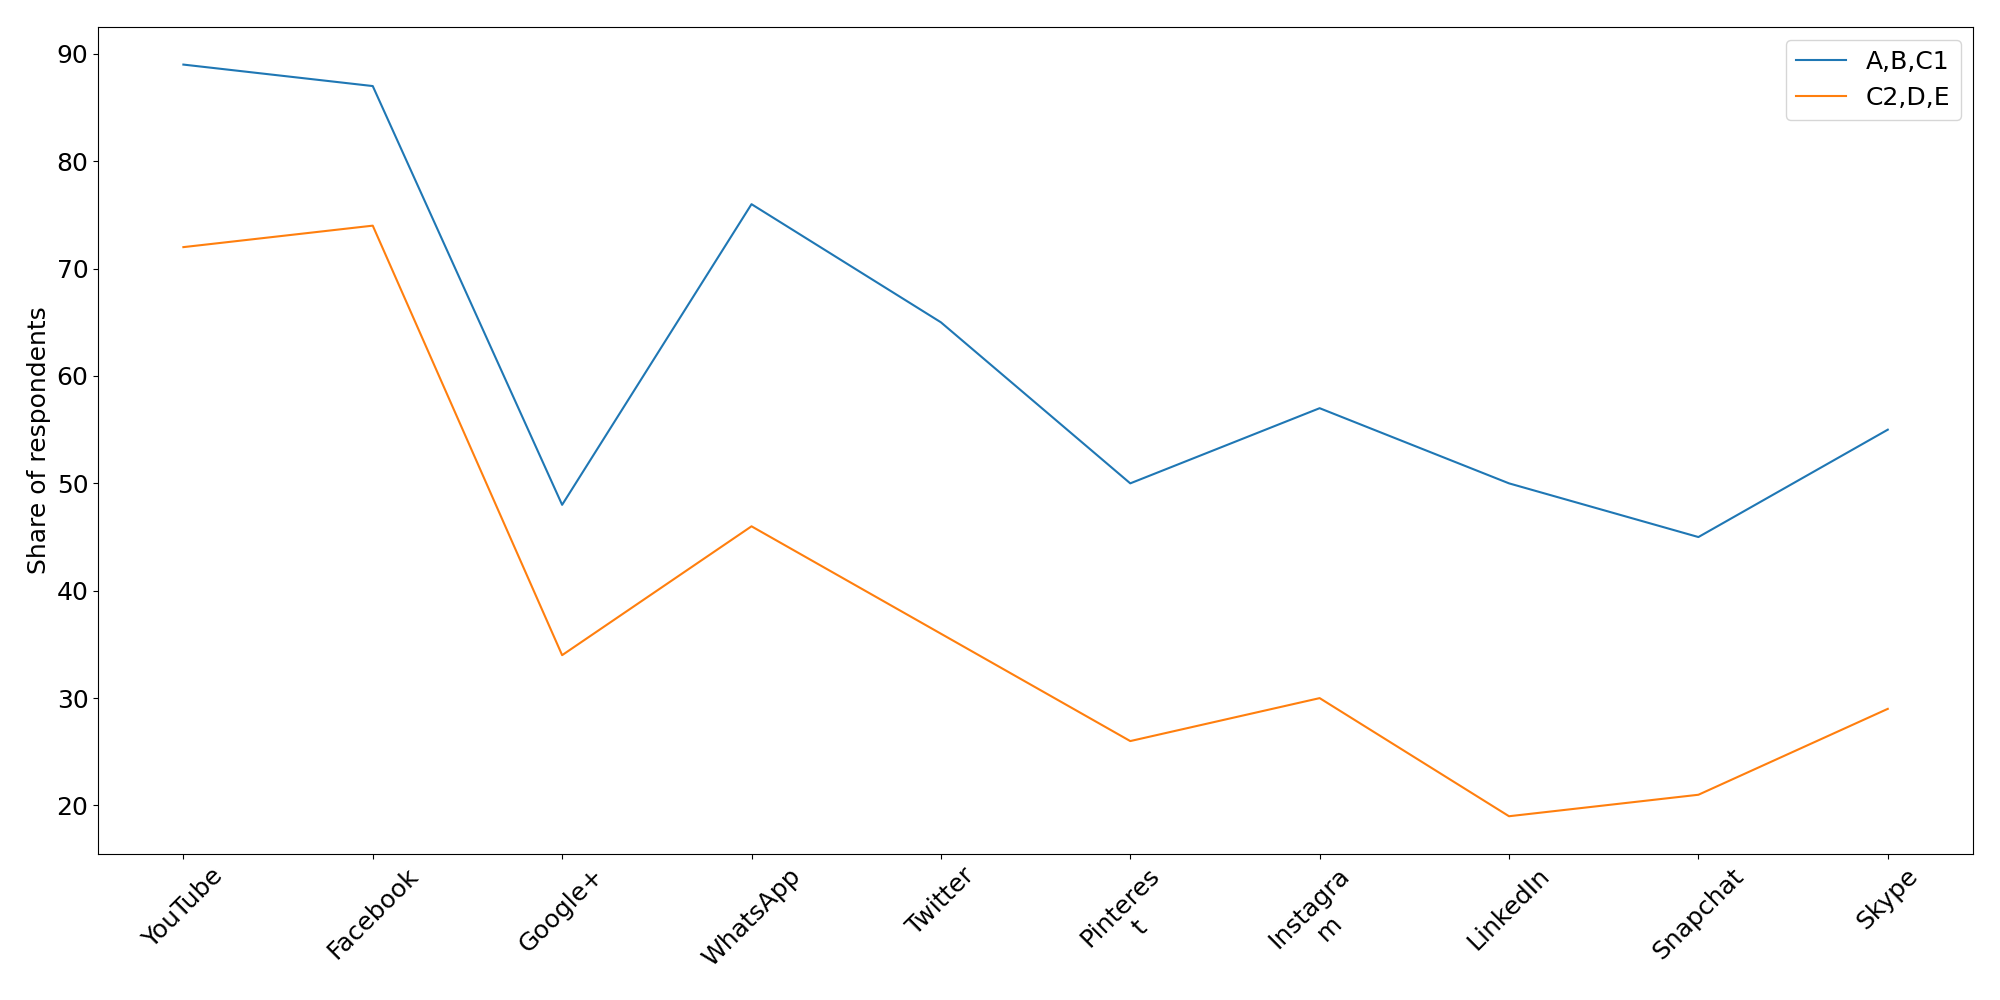 90
80
70
60
50
40
30
20
Share of respondents
A,B,C1
C2,D,E
YouTube
Facebook
Google+
WhatsApp
Twitter
Pinteres
t
Instagra
m
LinkedIn
Snapchat
Skype